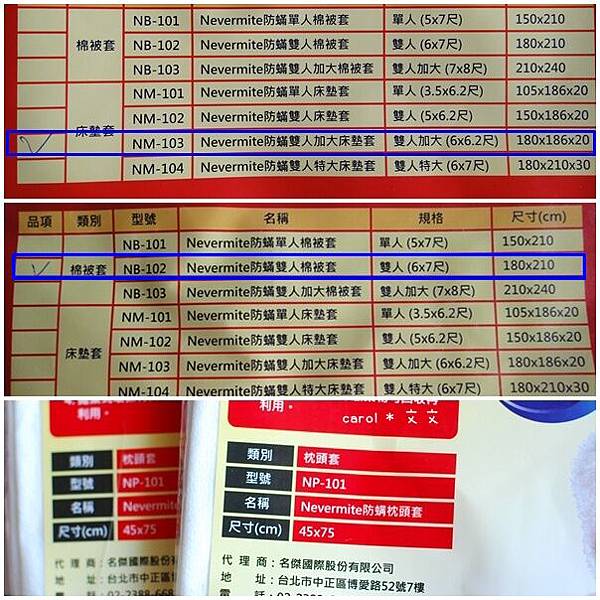 NB-101 Nevermite防蟎單人棉被套 單人 (5x7尺) 150x210
棉被套 NB-102 Nevermite防蟎雙人棉被套 雙人 (6x7尺) 180x210
NB-103 Nevermite防蟎雙人加大棉被套 雙人加大 (7x8尺) 210x240
NM-101 Nevermite防蟎單人床墊套 單人 (3.5x6.2尺) 105x186x20
床墊套 NM-102 Nevermite防蟎雙人床墊套 雙人 (5x6.2尺) 150x186x20
NM-103 Nevermite防蟎雙人加大床墊套 雙人加大 (6x6.2尺) 180x186x20
NM-104 Nevermite防蟎雙人特大床墊套 雙人特大 (6x7尺) 180x210x30
品項 類別 型號 名稱 規格 尺寸(cm)
NB-101 Nevermite防蟎單人棉被套 單人 (5x7尺) 150x210
棉被套 NB-102 Nevermite防蟎雙人棉被套 雙人 (6x7尺) 180x210
NB-103 Nevermite防蟎雙人加大棉被套 雙人加大 (7x8尺) 210x240
NM-101 Nevermite防蟎單人床墊套 單人 (3.5x6.2尺) 105x186x20
床墊套 NM-102 Nevermite防蟎雙人床墊套 雙人 (5x6.2尺) 150x186x20
NM-103 Nevermite防蟎雙人加大床墊套 雙人加大 (6x6.2尺) 180x186x20
NM-104 Nevermite防蟎雙人特大床墊套 雙人特大 (6x7尺) 180x210x30
利用。
類別 枕頭套
型號 NP-101
名稱 Nevermite
尺寸(cm) 45x75
代理商：名傑國際股份有
地址：台北市中正區博
電話：02-2388-668
利用。
carol * 文文
類別 枕頭套
型號 NP-101
名稱 Nevermite防蟎枕頭套
尺寸(cm) 45x75
代理商：名傑國際股份有限公司
地址：台北市中正區博愛路52號7樓